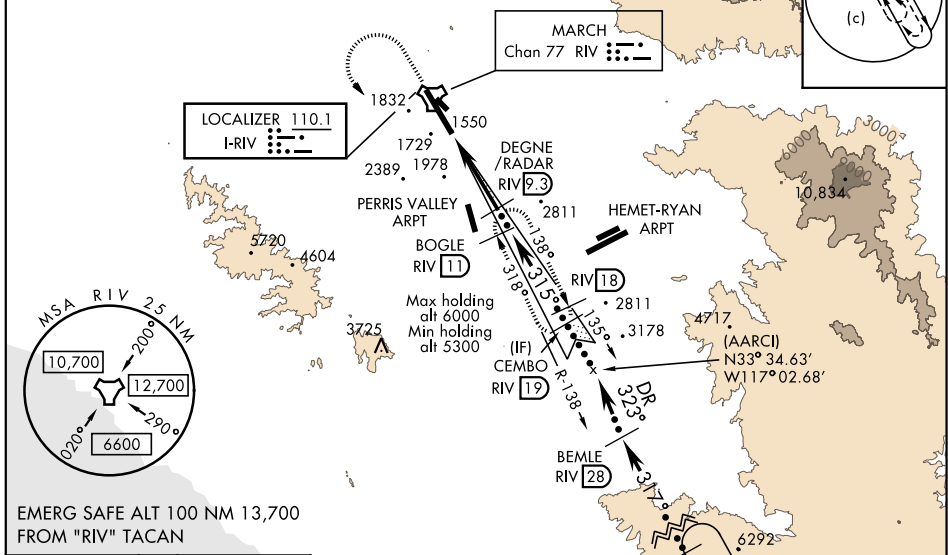 (c)
MARCH
Chan 77 RIV
LOCALIZER 110.1
I-RIV
1832
1550
1729
1978
2389
DEGNE
/RADAR
RIV 9.3
2811
PERRIS VALLEY
ARPT
HEMET-RYAN
ARPT
3000
6000
9000
10,834
BOGLE
RIV 11
138°
318°
315°
135°
RIV 18
2811
3178
4717
5720
4604
3725
Max holding
alt 6000
Min holding
alt 5300
(IF)
CEMBO
RIV 19
R-138
(AARCI)
N33° 34.63'
W117° 02.68'
DR
323°
BEMLE
RIV 28
317°
6292
MSA RIV 25 NM
200°
10,700
12,700
020°
290°
6600
EMERG SAFE ALT 100 NM 13,700
FROM "RIV" TACAN